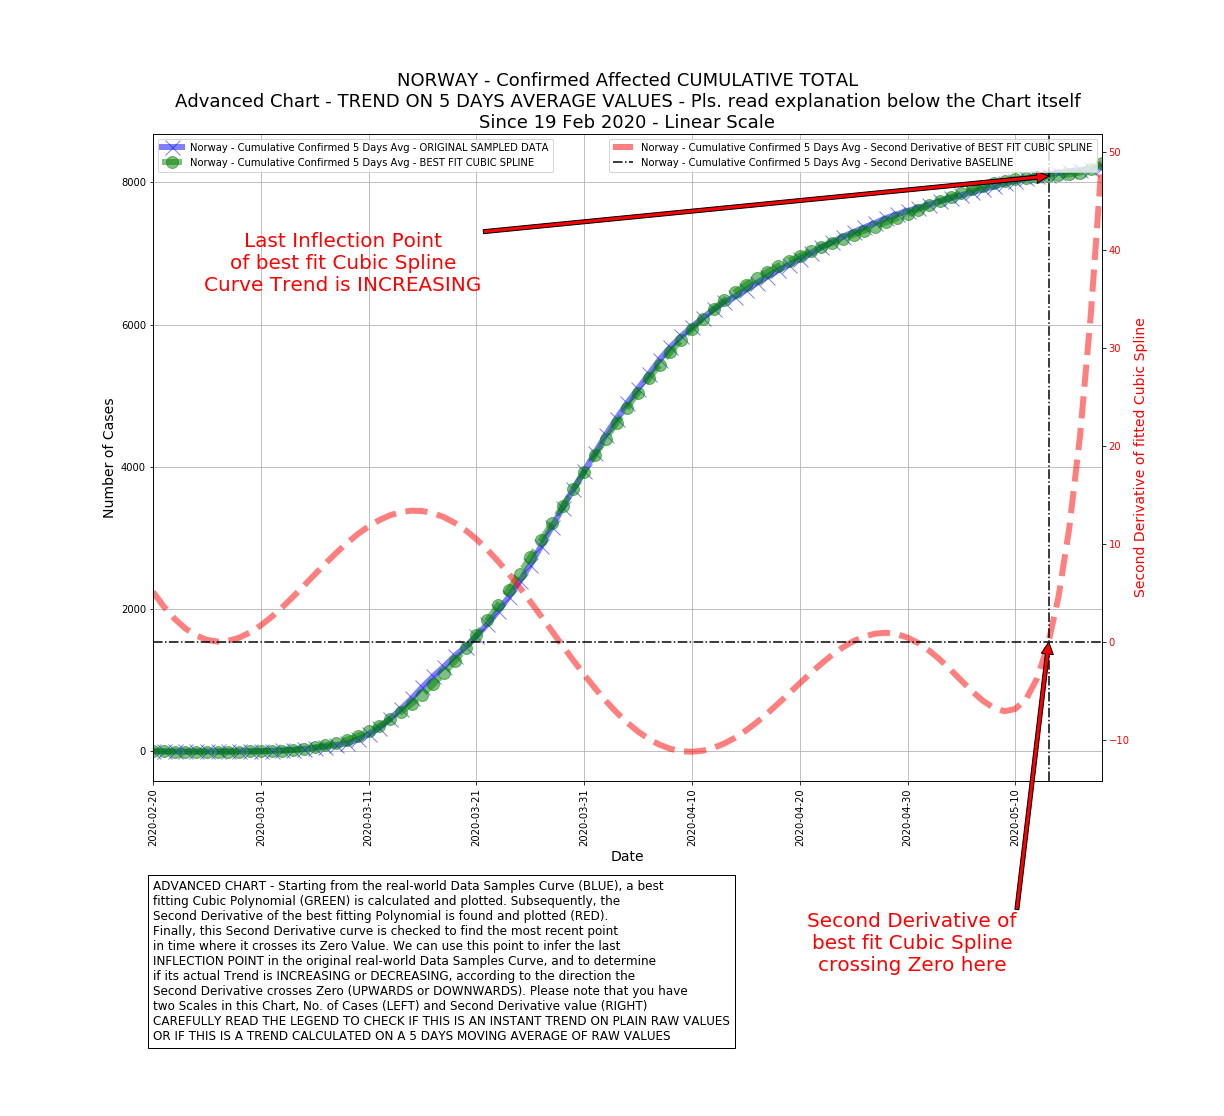 NORWAY - Confirmed Affected CUMULATIVE TOTAL
Advanced Chart - TREND ON 5 DAYS AVERAGE VALUES - Pls. read explanation below the Chart itself
Since 19 Feb 2020 - Linear Scale
Norway - Cumulative Confirmed 5 Days Avg - ORIGINAL SAMPLED DATA
Norway - Cumulative Confirmed 5 Days Avg - BEST FIT CUBIC SPLINE
Norway - Cumulative Confirmed 5 Days Avg - Second Derivative of BEST FIT CUBIC SPLINE
Norway - Cumulative Confirmed 5 Days Avg - Second Derivative BASELINE
Last Inflection Point
of best fit Cubic Spline
Curve Trend is INCREASING
Number of Cases
8000
6000
4000
2000
0
50
40
30
20
10
0
−10
Second Derivative of fitted Cubic Spline
2020-02-20
2020-03-01
2020-03-11
2020-03-21
2020-03-31
2020-04-10
2020-04-20
2020-04-30
2020-05-10
Date
ADVANCED CHART - Starting from the real-world Data Samples Curve (BLUE), a best
fitting Cubic Polynomial (GREEN) is calculated and plotted. Subsequently, the
Second Derivative of the best fitting Polynomial is found and plotted (RED).
Finally, this Second Derivative curve is checked to find the most recent point
in time where it crosses its Zero Value. We can use this point to infer the last
INFLECTION POINT in the original real-world Data Samples Curve, and to determine
if its actual Trend is INCREASING or DECREASING, according to the direction the
Second Derivative crosses Zero (UPWARDS or DOWNWARDS). Please note that you have
two Scales in this Chart, No. of Cases (LEFT) and Second Derivative value (RIGHT)
CAREFULLY READ THE LEGEND TO CHECK IF THIS IS AN INSTANT TREND ON PLAIN RAW VALUES
OR IF THIS IS A TREND CALCULATED ON A 5 DAYS MOVING AVERAGE OF RAW VALUES
Second Derivative of
best fit Cubic Spline
crossing Zero here